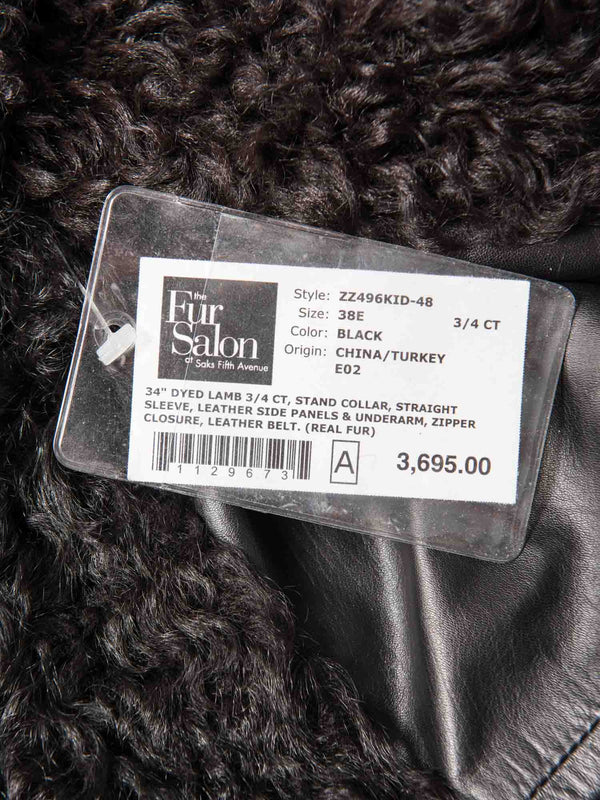 the
Fur
Salon
at Saks Fifth Avenue
Style: ZZ496KID-48
Size: 38E 3/4 CT
Color: BLACK
Origin: CHINA/TURKEY
E02
34" DYED LAMB 3/4 CT, STAND COLLAR, STRAIGHT
SLEEVE, LEATHER SIDE PANELS & UNDERARM, ZIPPER
CLOSURE, LEATHER BELT. (REAL FUR)
1129673 A 3,695.00